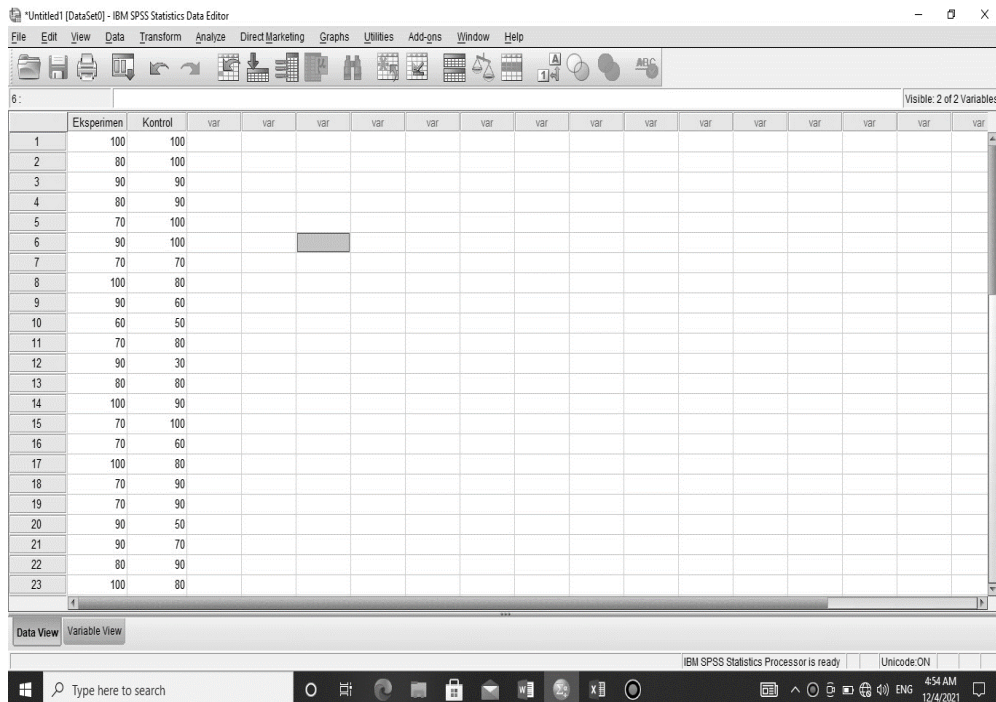 *Untitled1 [DataSet0] - IBM SPSS Statistics Data Editor
File Edit View Data Transform Analyze Direct Marketing Graphs Utilities Add-ons Window Help
6 : Visible: 2 of 2 Variables
Eksperimen Kontrol var var var var var var var var var var var var var var var
1 100 100
2 80 100
3 90 90
4 80 90
5 70 100
6 90 100
7 70 70
8 100 80
9 90 60
10 60 50
11 70 80
12 90 30
13 80 80
14 100 90
15 70 100
16 70 60
17 100 80
18 70 90
19 70 90
20 90 50
21 90 70
22 80 90
23 100 80
Data View Variable View
IBM SPSS Statistics Processor is ready Unicode:ON
Type here to search ENG 4:54 AM
12/4/2021